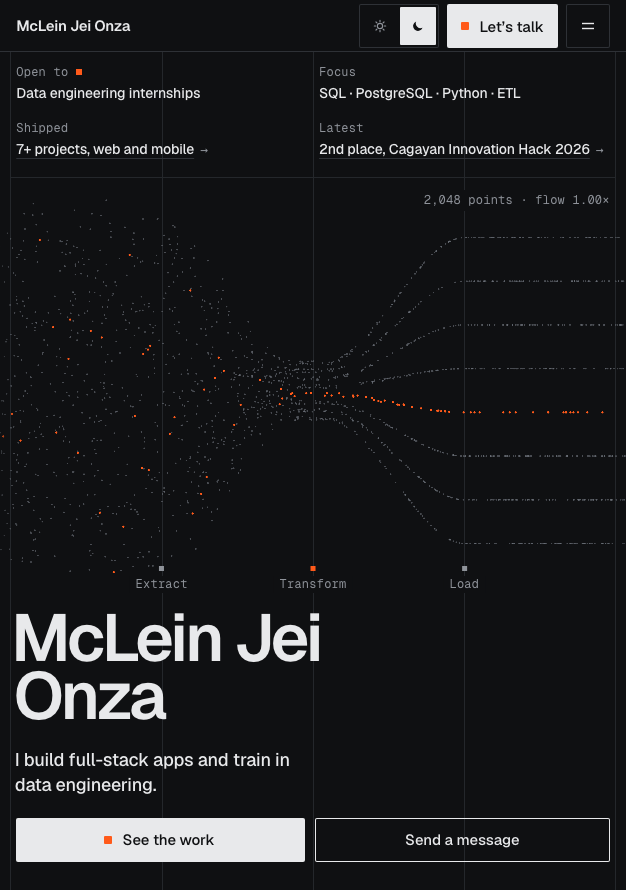 McLein Jei Onza
Let's talk
Open to
Data engineering internships
Focus
SQL · PostgreSQL · Python · ETL
Shipped
7+ projects, web and mobile →
Latest
2nd place, Cagayan Innovation Hack 2026 →
2,048 points · flow 1.00×
Extract
Transform
Load
McLein Jei
Onza
I build full-stack apps and train in
data engineering.
See the work
Send a message